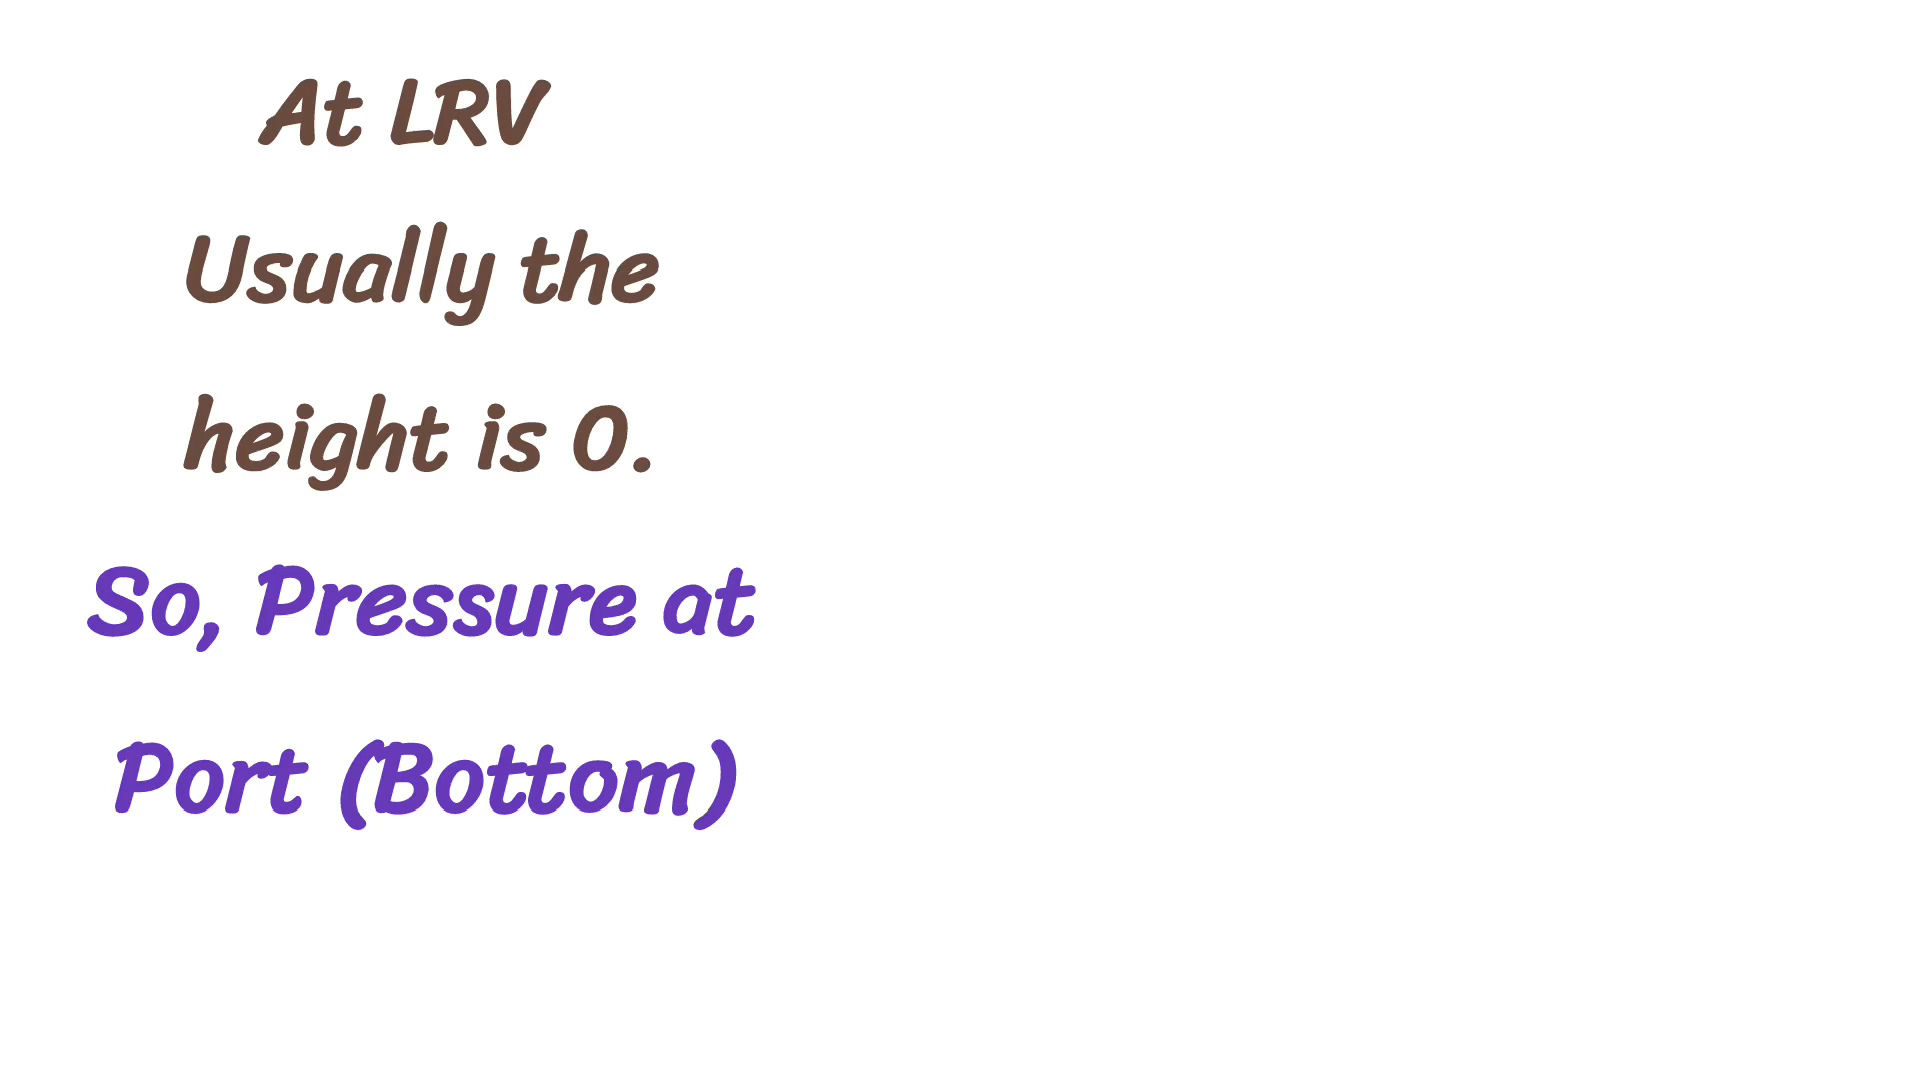 At LRV
Usually the
height is 0.
So, Pressure at
Port (Bottom)